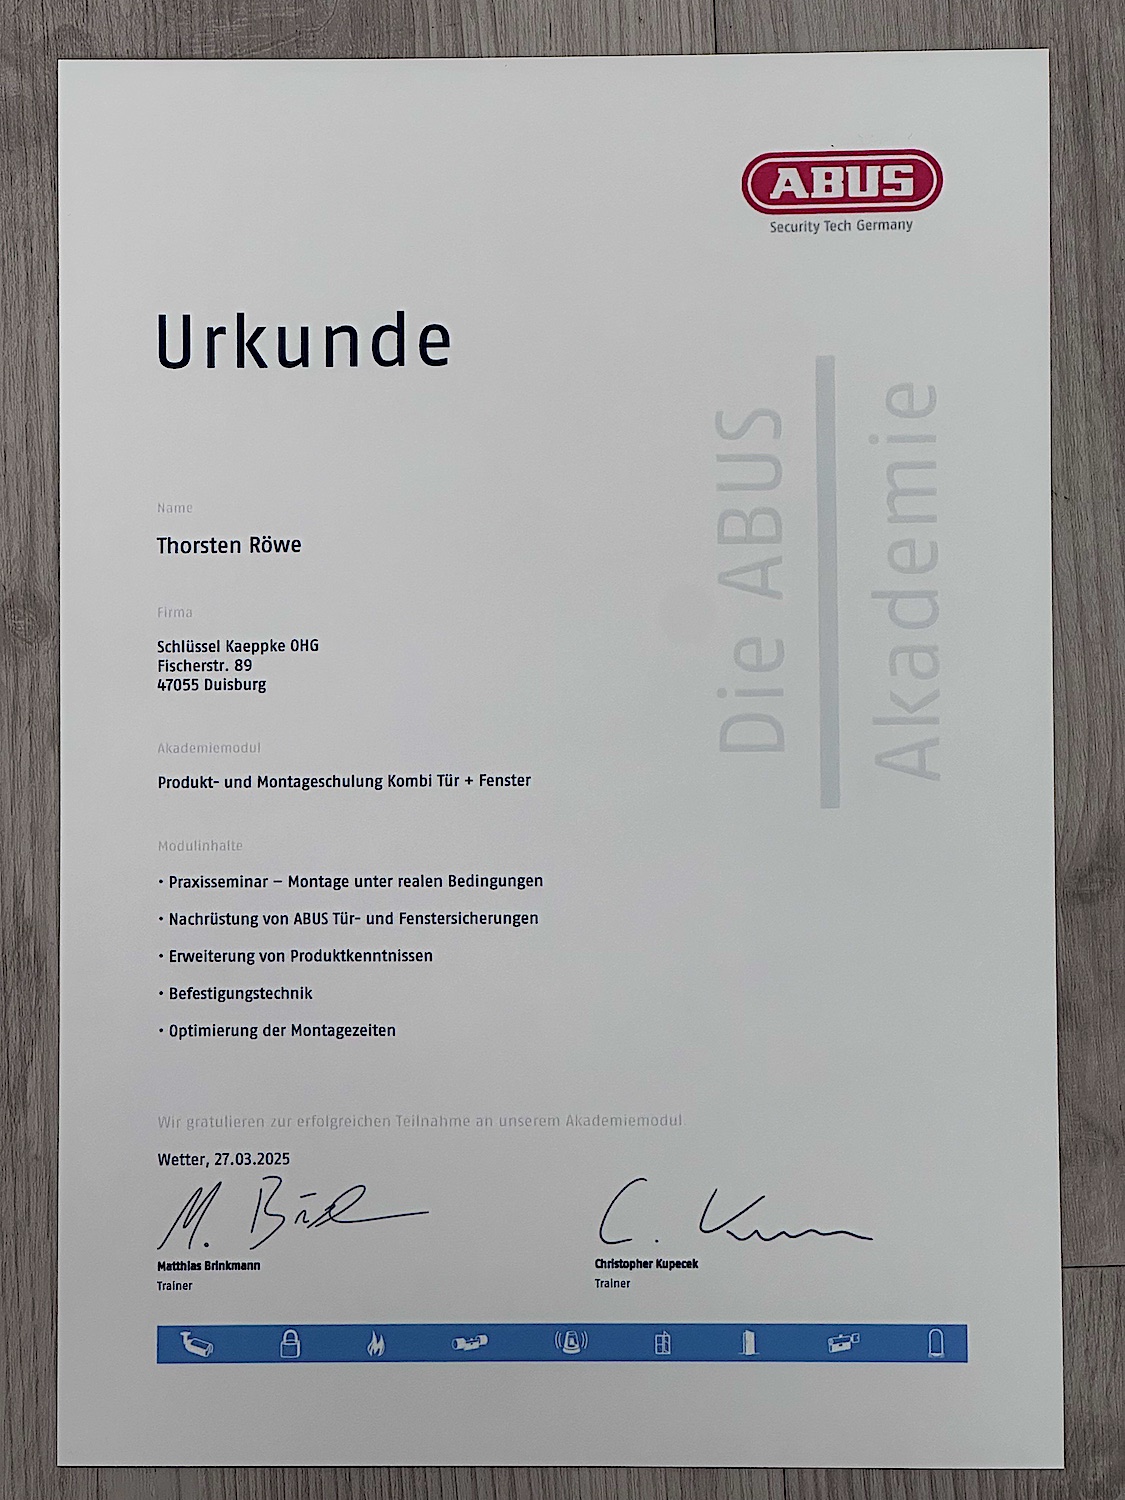 ABUS
Security Tech Germany
Urkunde
Die ABUS
Akademie
Name
Thorsten Röwe
Firma
Schlüssel Kaeppke OHG
Fischerstr. 89
47055 Duisburg
Akademiemodul
Produkt- und Montageschulung Kombi Tür + Fenster
Modulinhalte
• Praxisseminar – Montage unter realen Bedingungen
• Nachrüstung von ABUS Tür- und Fenstersicherungen
• Erweiterung von Produktkenntnissen
• Befestigungstechnik
• Optimierung der Montagezeiten
Wir gratulieren zur erfolgreichen Teilnahme an unserem Akademiemodul
Wetter, 27.03.2025
Matthias Brinkmann
Trainer
Christopher Kupecek
Trainer